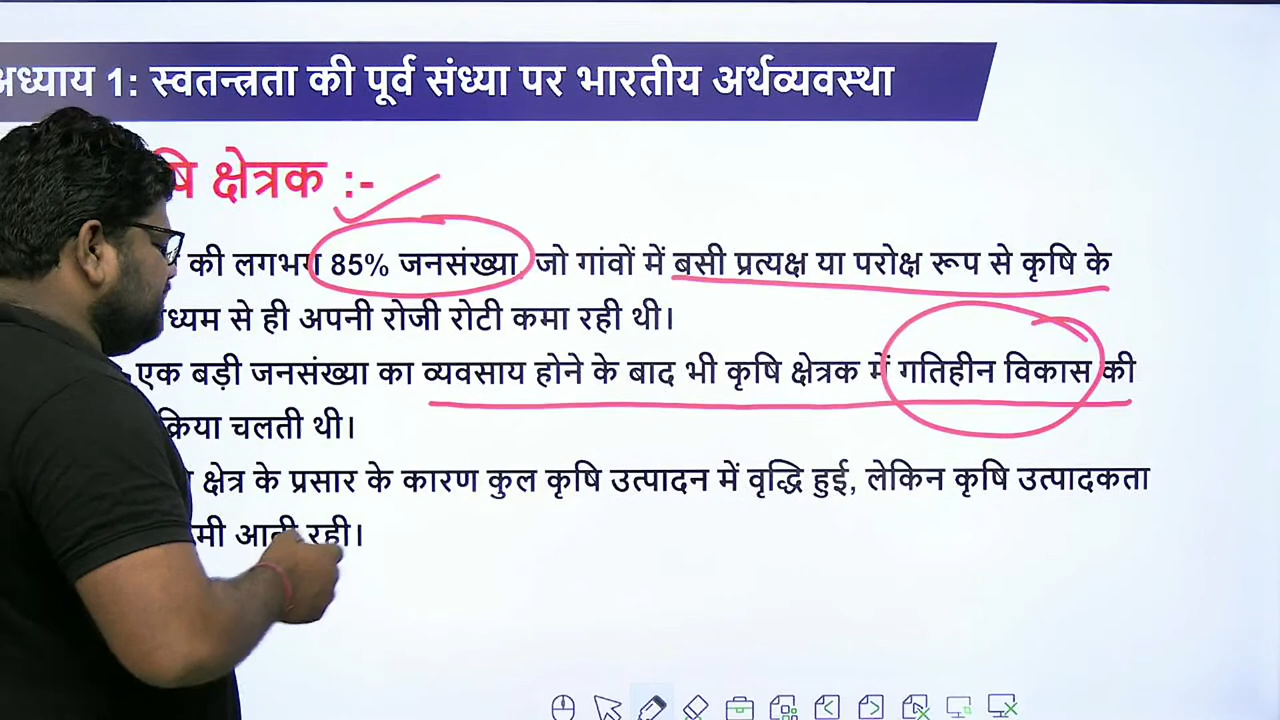 अध्याय 1: स्वतन्त्रता की पूर्व संध्या पर भारतीय अर्थव्यवस्था
क्षेत्रक :-
की लगभग 85% जनसंख्या, जो गांवों में बसी प्रत्यक्ष या परोक्ष रूप से कृषि के
से ही अपनी रोजी रोटी कमा रही थी।
एक बड़ी जनसंख्या का व्यवसाय होने के बाद भी कृषि क्षेत्रक में गतिहीन विकास की
चलती थी।
क्षेत्र के प्रसार के कारण कुल कृषि उत्पादन में वृद्धि हुई, लेकिन कृषि उत्पादकता
आती रही।